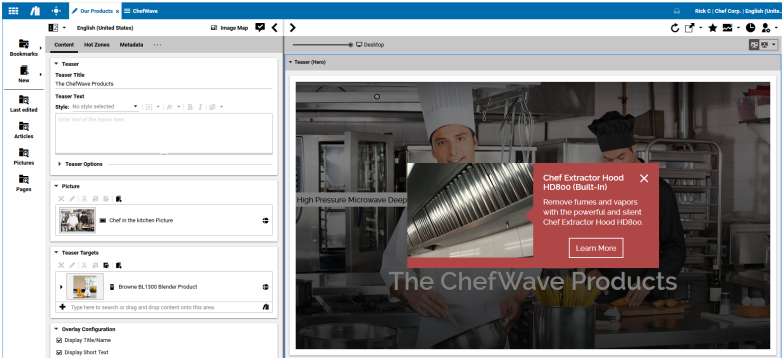 Our Products ×
ChefWave
Rick C | Chef Corp. | English (Unite...
English (United States)
Image Map
Bookmarks
New
Last edited
Articles
Pictures
Pages
Content Hot Zones Metadata ...
Teaser
Teaser Title
The ChefWave Products
Teaser Text
Style: No style selected
B I
Enter text of the teaser here.
Teaser Options
Picture
Chef in the kitchen Picture
Teaser Targets
Browne BL1300 Blender Product
Type here to search or drag and drop content onto this area.
Overlay Configuration
Display Title/Name
Display Short Text
Desktop
Teaser (Hero)
High Pressure Microwave Deep
Chef Extractor Hood
HD800 (Built-In)
Remove fumes and vapors
with the powerful and silent
Chef Extractor Hood HD800.
Learn More
The ChefWave Products